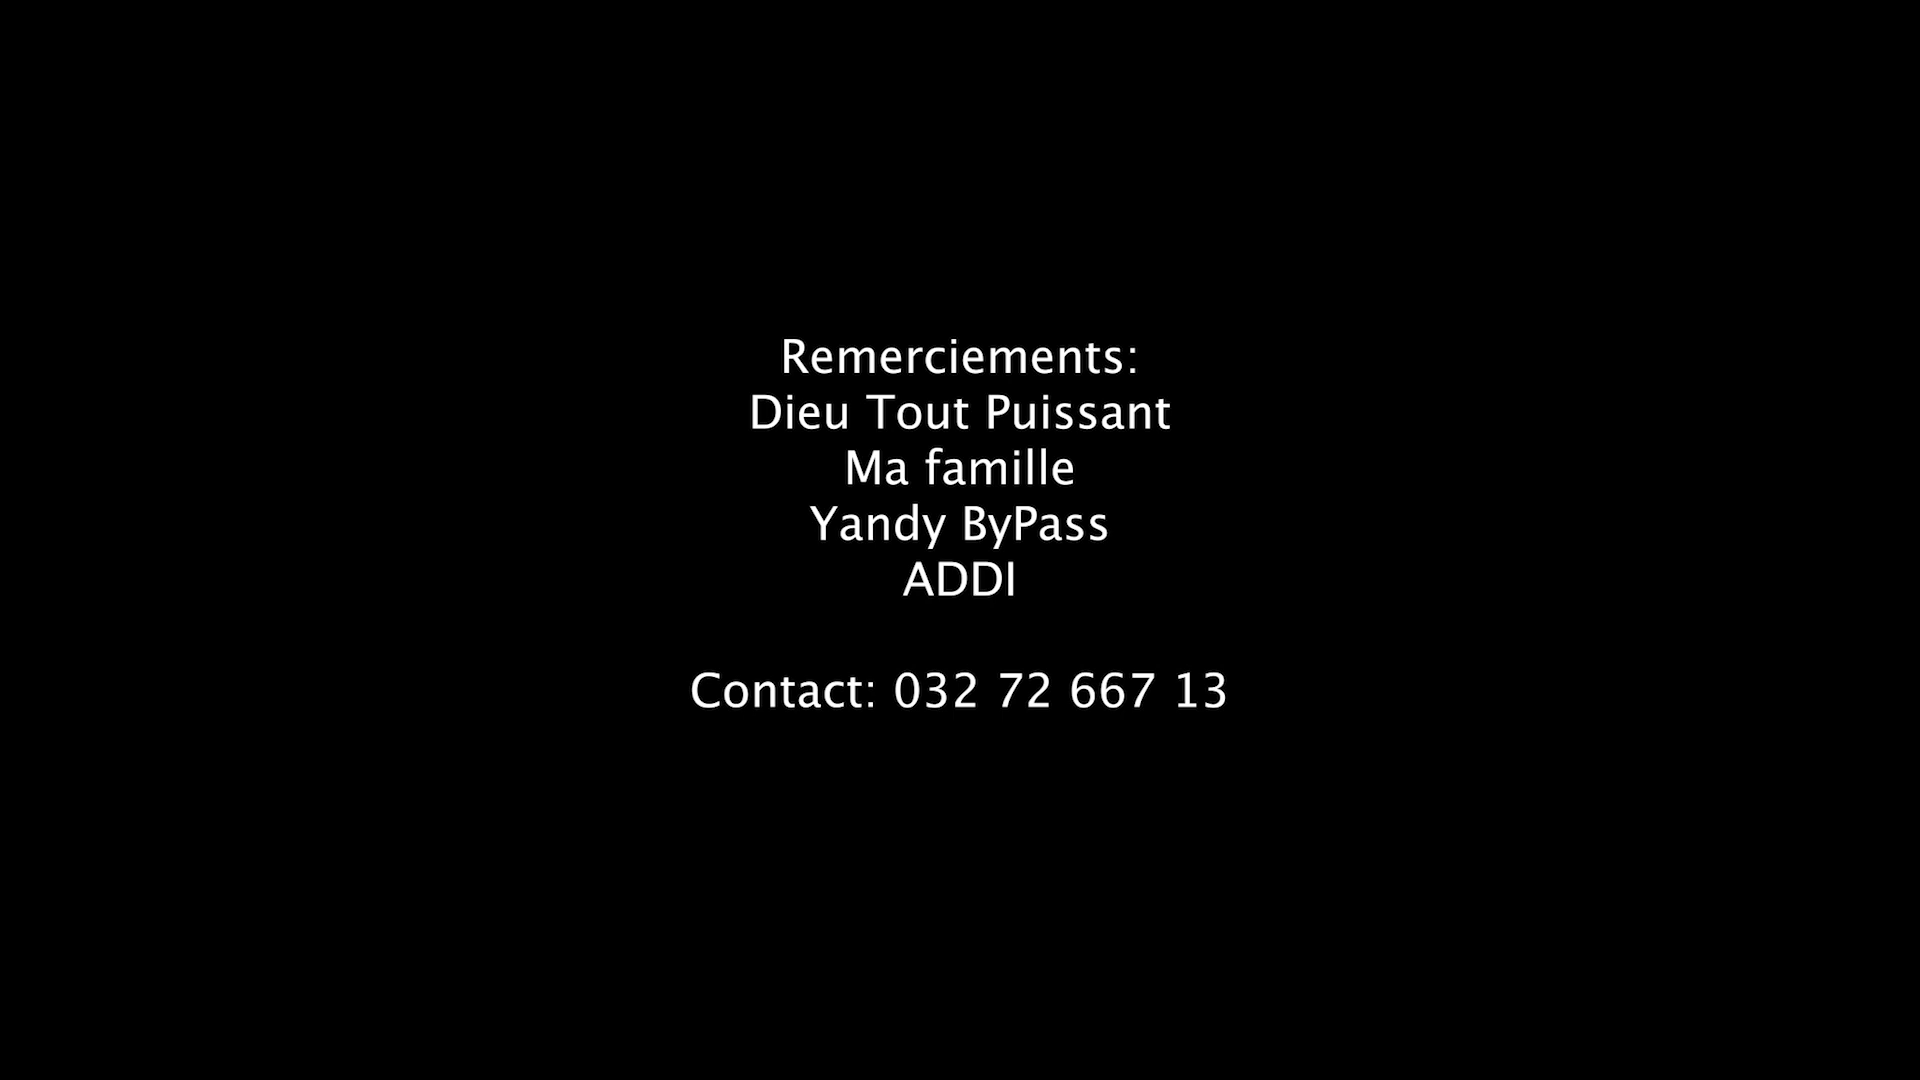 Remerciements:
Dieu Tout Puissant
Ma famille
Yandy ByPass
ADDI
Contact: 032 72 667 13